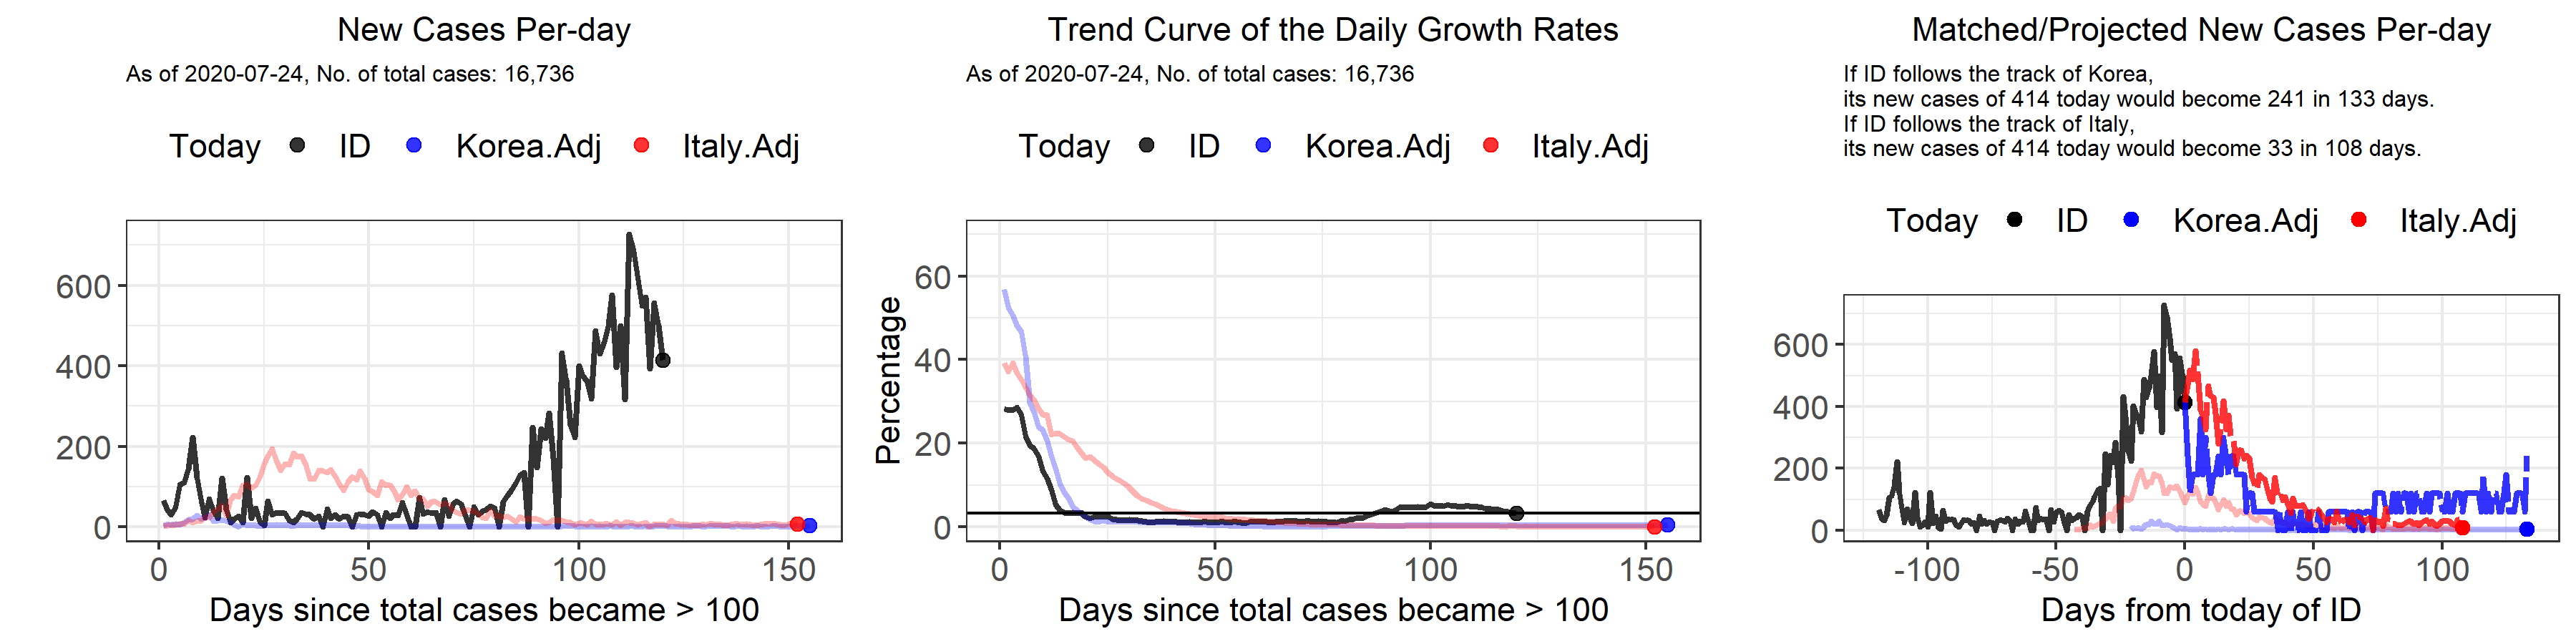 New Cases Per-day
As of 2020-07-24, No. of total cases: 16,736
Today ID Korea.Adj Italy.Adj
600
400
200
0
0 50 100 150
Days since total cases became > 100
Trend Curve of the Daily Growth Rates
As of 2020-07-24, No. of total cases: 16,736
Today ID Korea.Adj Italy.Adj
Percentage
60
40
20
0
0 50 100 150
Days since total cases became > 100
Matched/Projected New Cases Per-day
If ID follows the track of Korea,
its new cases of 414 today would become 241 in 133 days.
If ID follows the track of Italy,
its new cases of 414 today would become 33 in 108 days.
Today ID Korea.Adj Italy.Adj
600
400
200
0
-100 -50 0 50 100
Days from today of ID